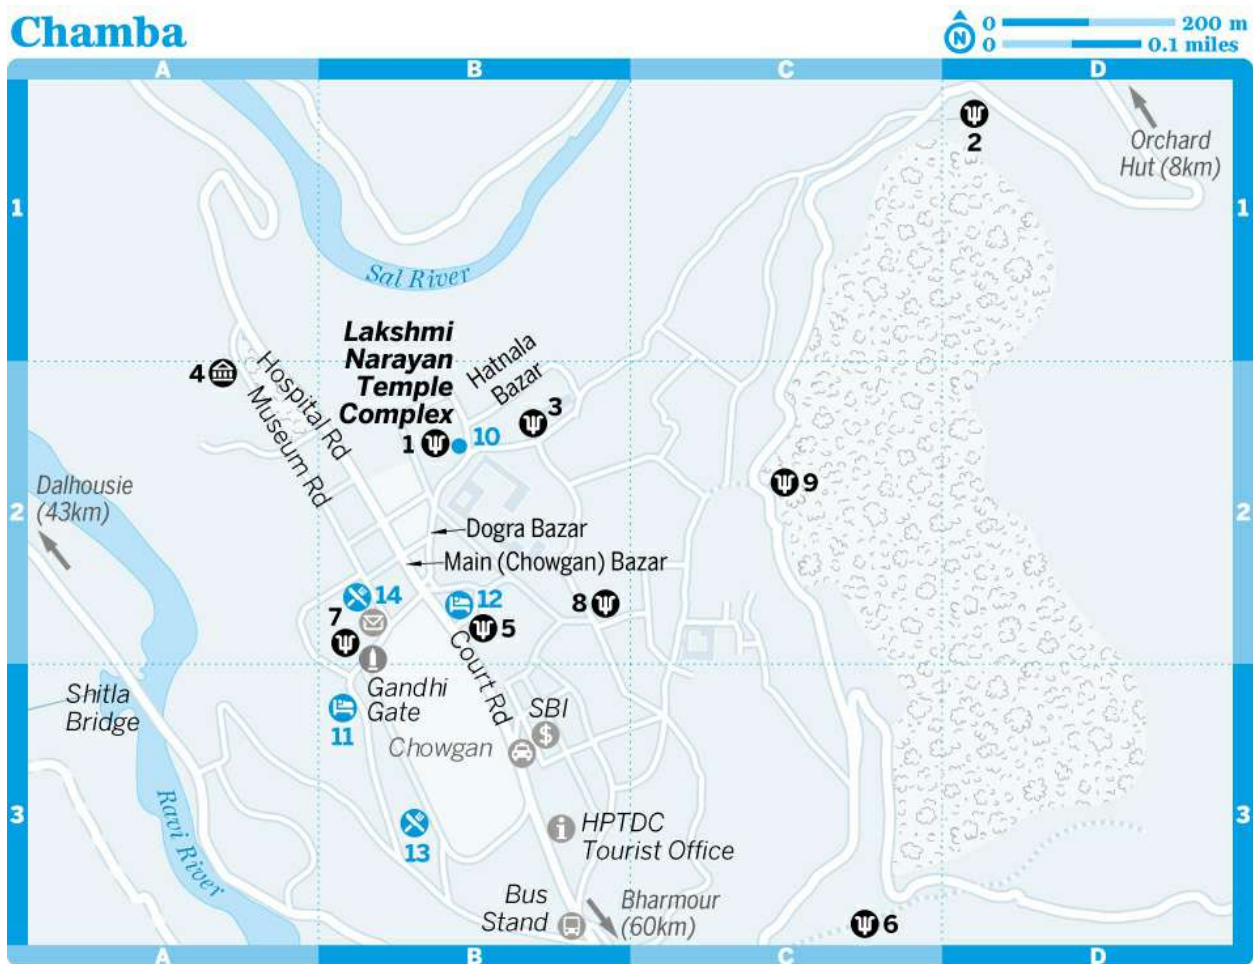 Chamba
N
0 200 m
0 0.1 miles
A B C D
1
1
2
Orchard
Hut (8km)
Sal River
Lakshmi
Narayan
Temple
Complex
Hatnala
Bazar
4
Hospital Rd
Museum Rd
1
10
3
Dalhousie
(43km)
2
2
9
Dogra Bazar
Main (Chowgan) Bazar
14
12
8
7
5
Court Rd
Shitla
Bridge
Gandhi
Gate
SBI
$
11
Chowgan
3
3
Ravi River
13
i
HPTDC
Tourist Office
Bus
Stand
Bharmour
(60km)
6
A B C D